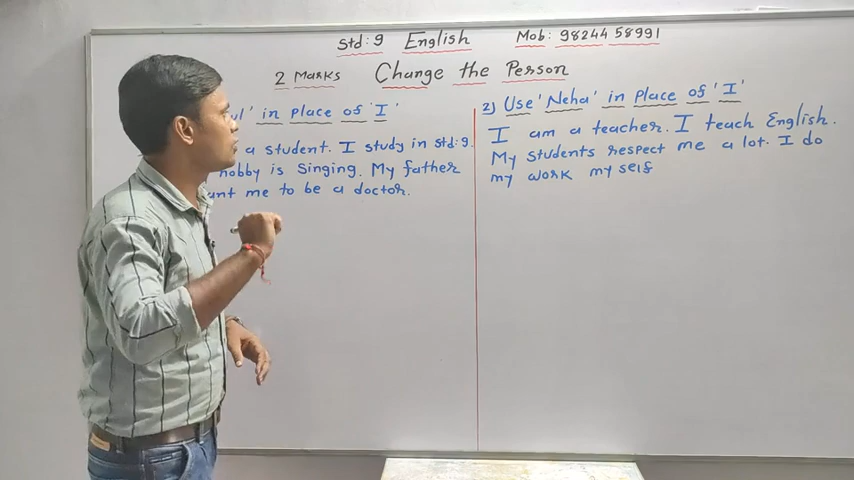 Std: 9 English Mob: 98244 58991
2 Marks Change the Person
in place of 'I'
a student. I study in std: 9.
hobby is singing. My father
me to be a doctor.
2) Use 'Neha' in place of 'I'
I am a teacher. I teach English.
My students respect me a lot. I do
my work my self